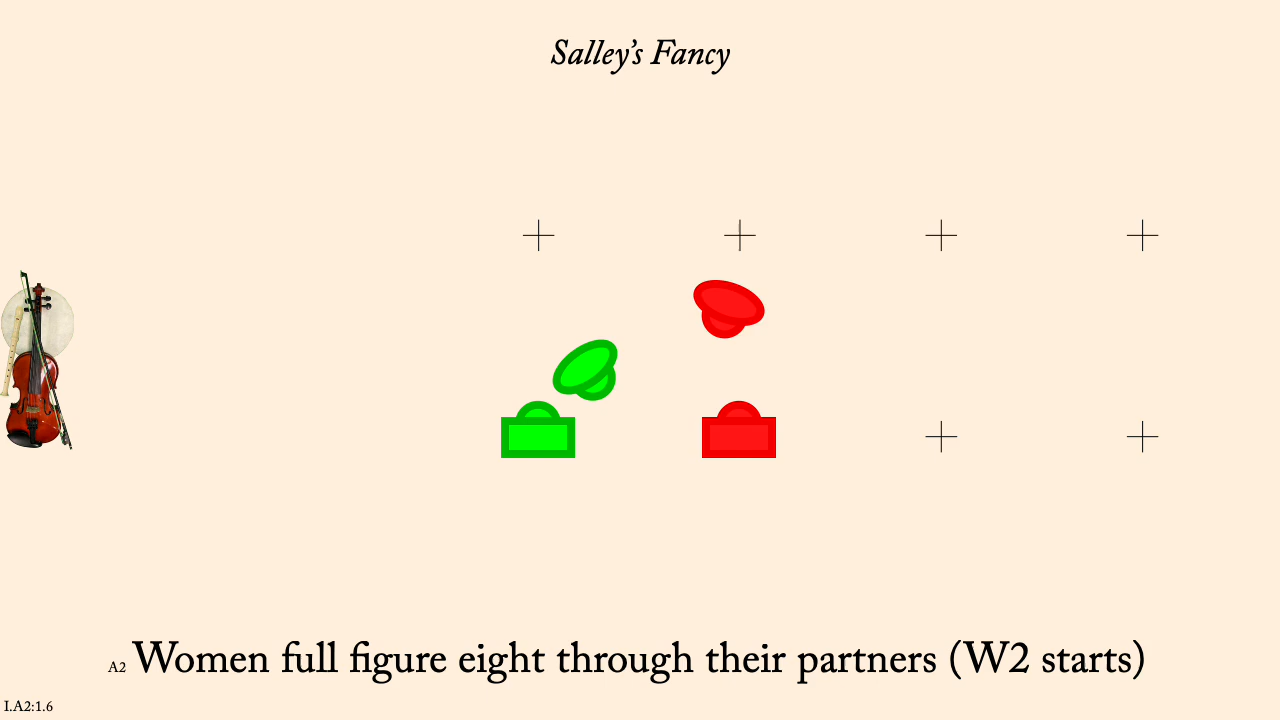 Salley’s Fancy
A2 Women full figure eight through their partners (W2 starts)
I.A2:1.6